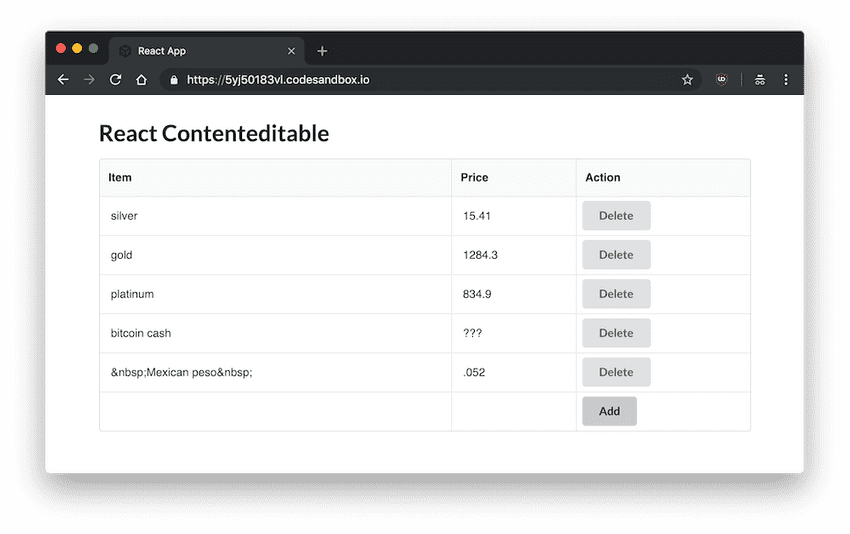 React App
https://5yj50183vl.codesandbox.io
React Contenteditable
Item Price Action
silver 15.41 Delete
gold 1284.3 Delete
platinum 834.9 Delete
bitcoin cash ??? Delete
&nbsp;Mexican peso&nbsp; .052 Delete
Add